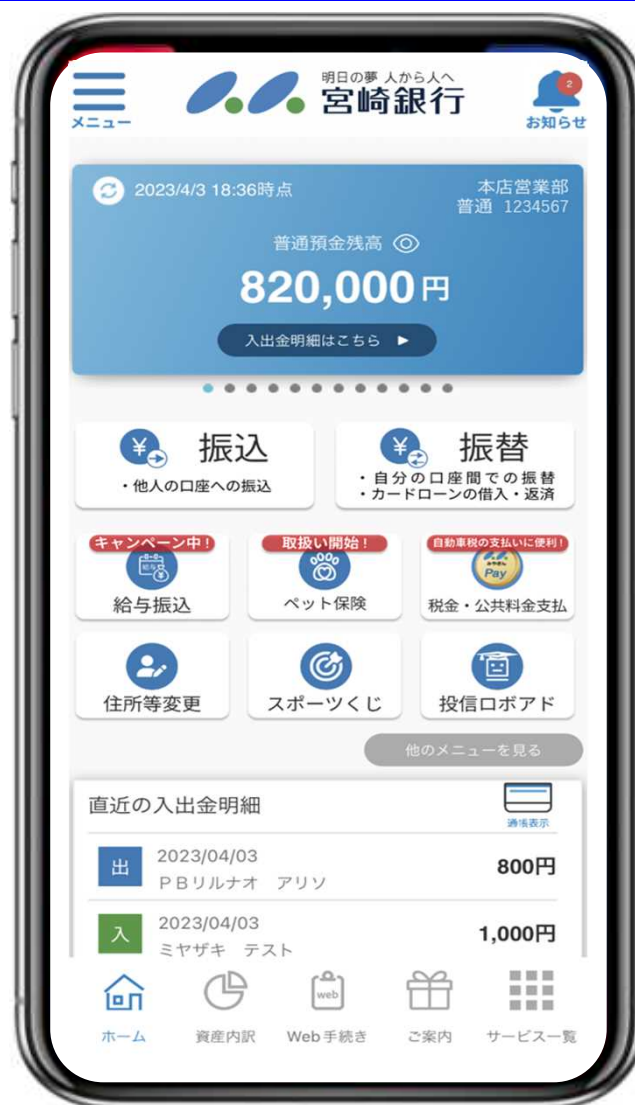 明日の夢 人から人へ
宮崎銀行
メニュー
2
お知らせ
2023/4/3 18:36時点
本店営業部
普通 1234567
普通預金残高
820,000円
入出金明細はこちら ▶
振込
・他人の口座への振込
振替
・自分の口座間での振替
・カードローンの借入・返済
キャンペーン中！
給与振込
取扱い開始！
ペット保険
自動車税の支払いに便利！
Pay
税金・公共料金支払
住所等変更
スポーツくじ
投信ロボアド
他のメニューを見る
直近の入出金明細
通帳表示
出
2023/04/03
800円
ＰＢリルナオ アリソ
入
2023/04/03
1,000円
ミヤザキ テスト
web
ホーム
資産内訳
Web手続き
ご案内
サービス一覧